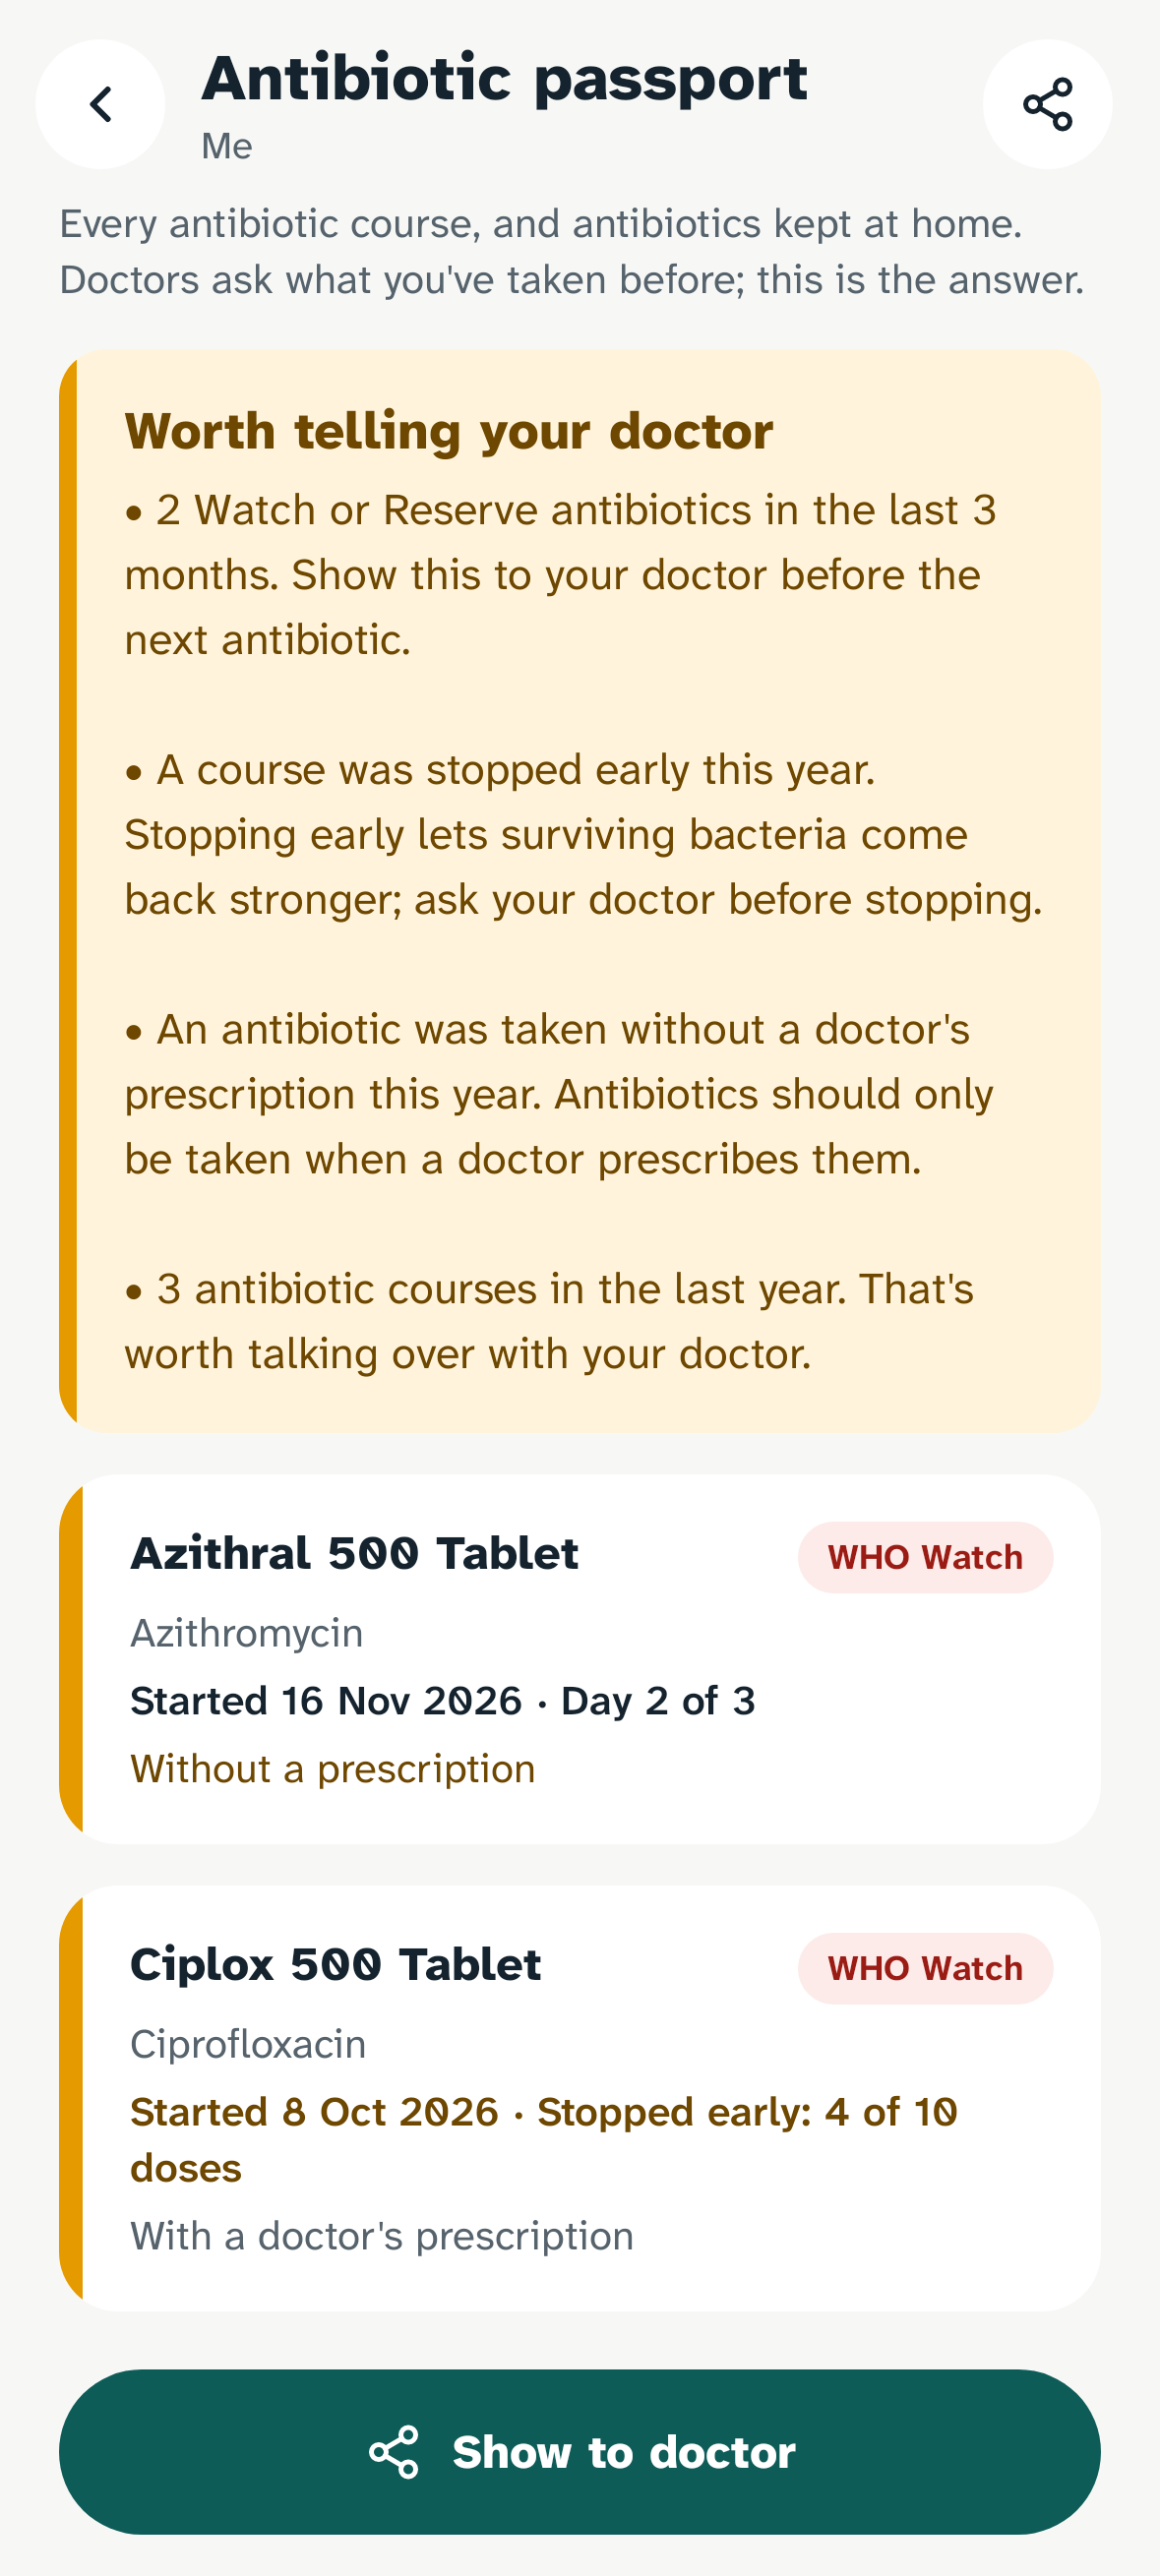 Antibiotic passport
Me
Every antibiotic course, and antibiotics kept at home.
Doctors ask what you've taken before; this is the answer.
Worth telling your doctor
• 2 Watch or Reserve antibiotics in the last 3
months. Show this to your doctor before the
next antibiotic.
• A course was stopped early this year.
Stopping early lets surviving bacteria come
back stronger; ask your doctor before stopping.
• An antibiotic was taken without a doctor's
prescription this year. Antibiotics should only
be taken when a doctor prescribes them.
• 3 antibiotic courses in the last year. That's
worth talking over with your doctor.
Azithral 500 Tablet
WHO Watch
Azithromycin
Started 16 Nov 2026 · Day 2 of 3
Without a prescription
Ciplox 500 Tablet
WHO Watch
Ciprofloxacin
Started 8 Oct 2026 · Stopped early: 4 of 10
doses
With a doctor's prescription
Show to doctor